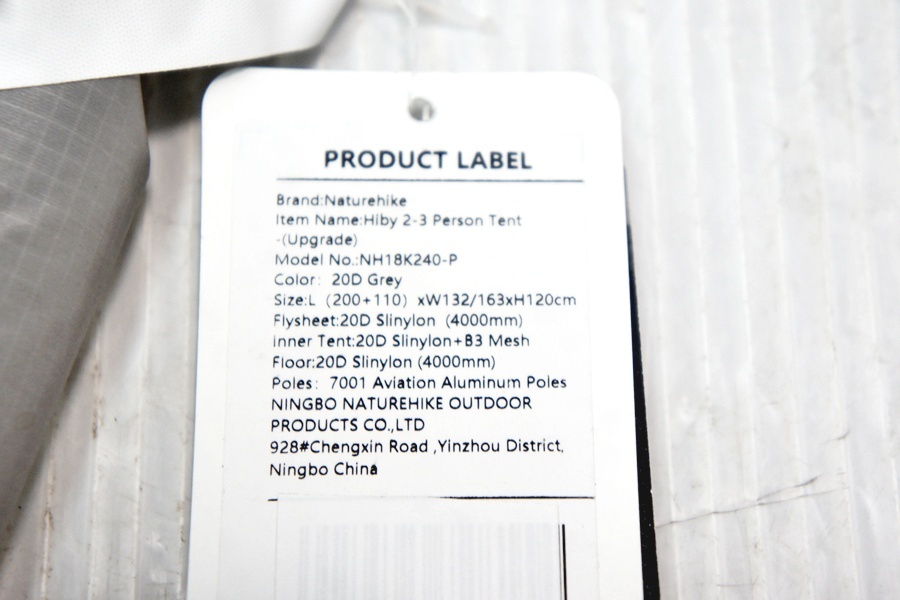 PRODUCT LABEL
Brand:Naturehike
Item Name:Hiby 2-3 Person Tent
-(Upgrade)
Model No.:NH18K240-P
Color: 20D Grey
Size:L (200+110) xW132/163xH120cm
Flysheet:20D Slinylon (4000mm)
inner Tent:20D Slinylon+B3 Mesh
Floor:20D Slinylon (4000mm)
Poles: 7001 Aviation Aluminum Poles
NINGBO NATUREHIKE OUTDOOR
PRODUCTS CO.,LTD
928#Chengxin Road ,Yinzhou District,
Ningbo China